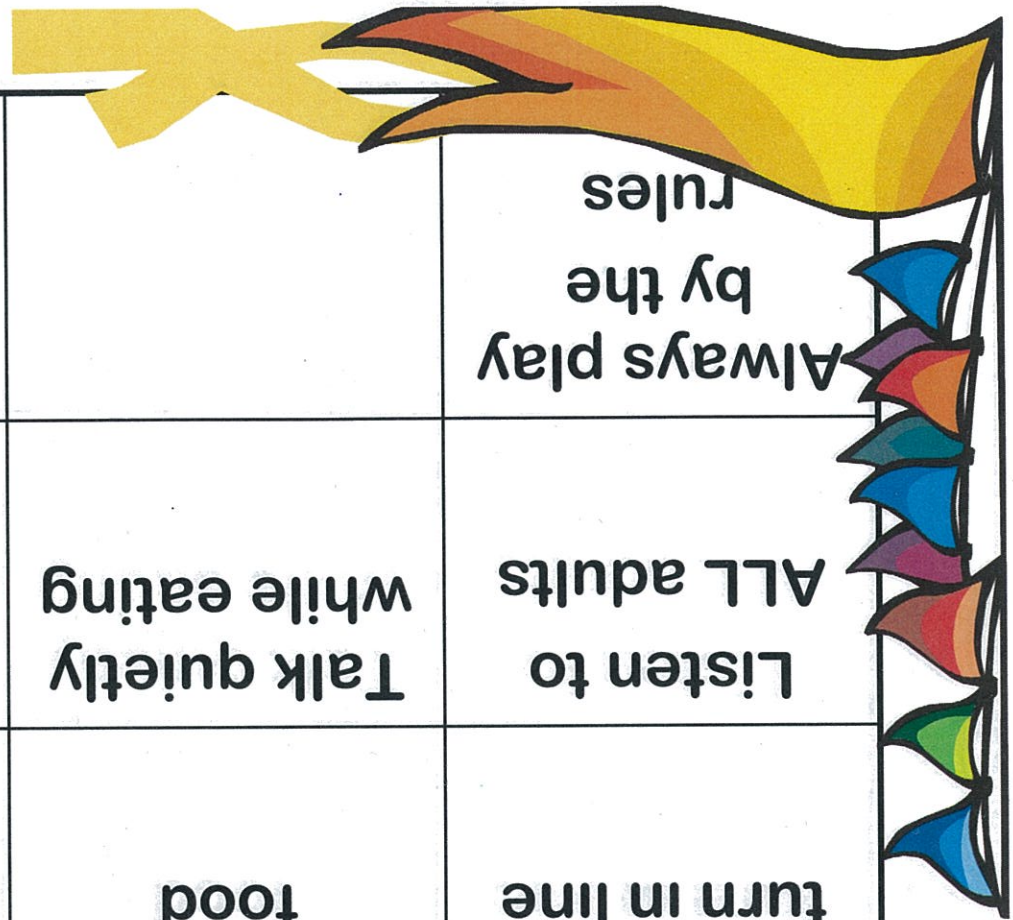 turn in line
food
Listen to
ALL adults
Talk quietly
while eating
Always play
by the
rules